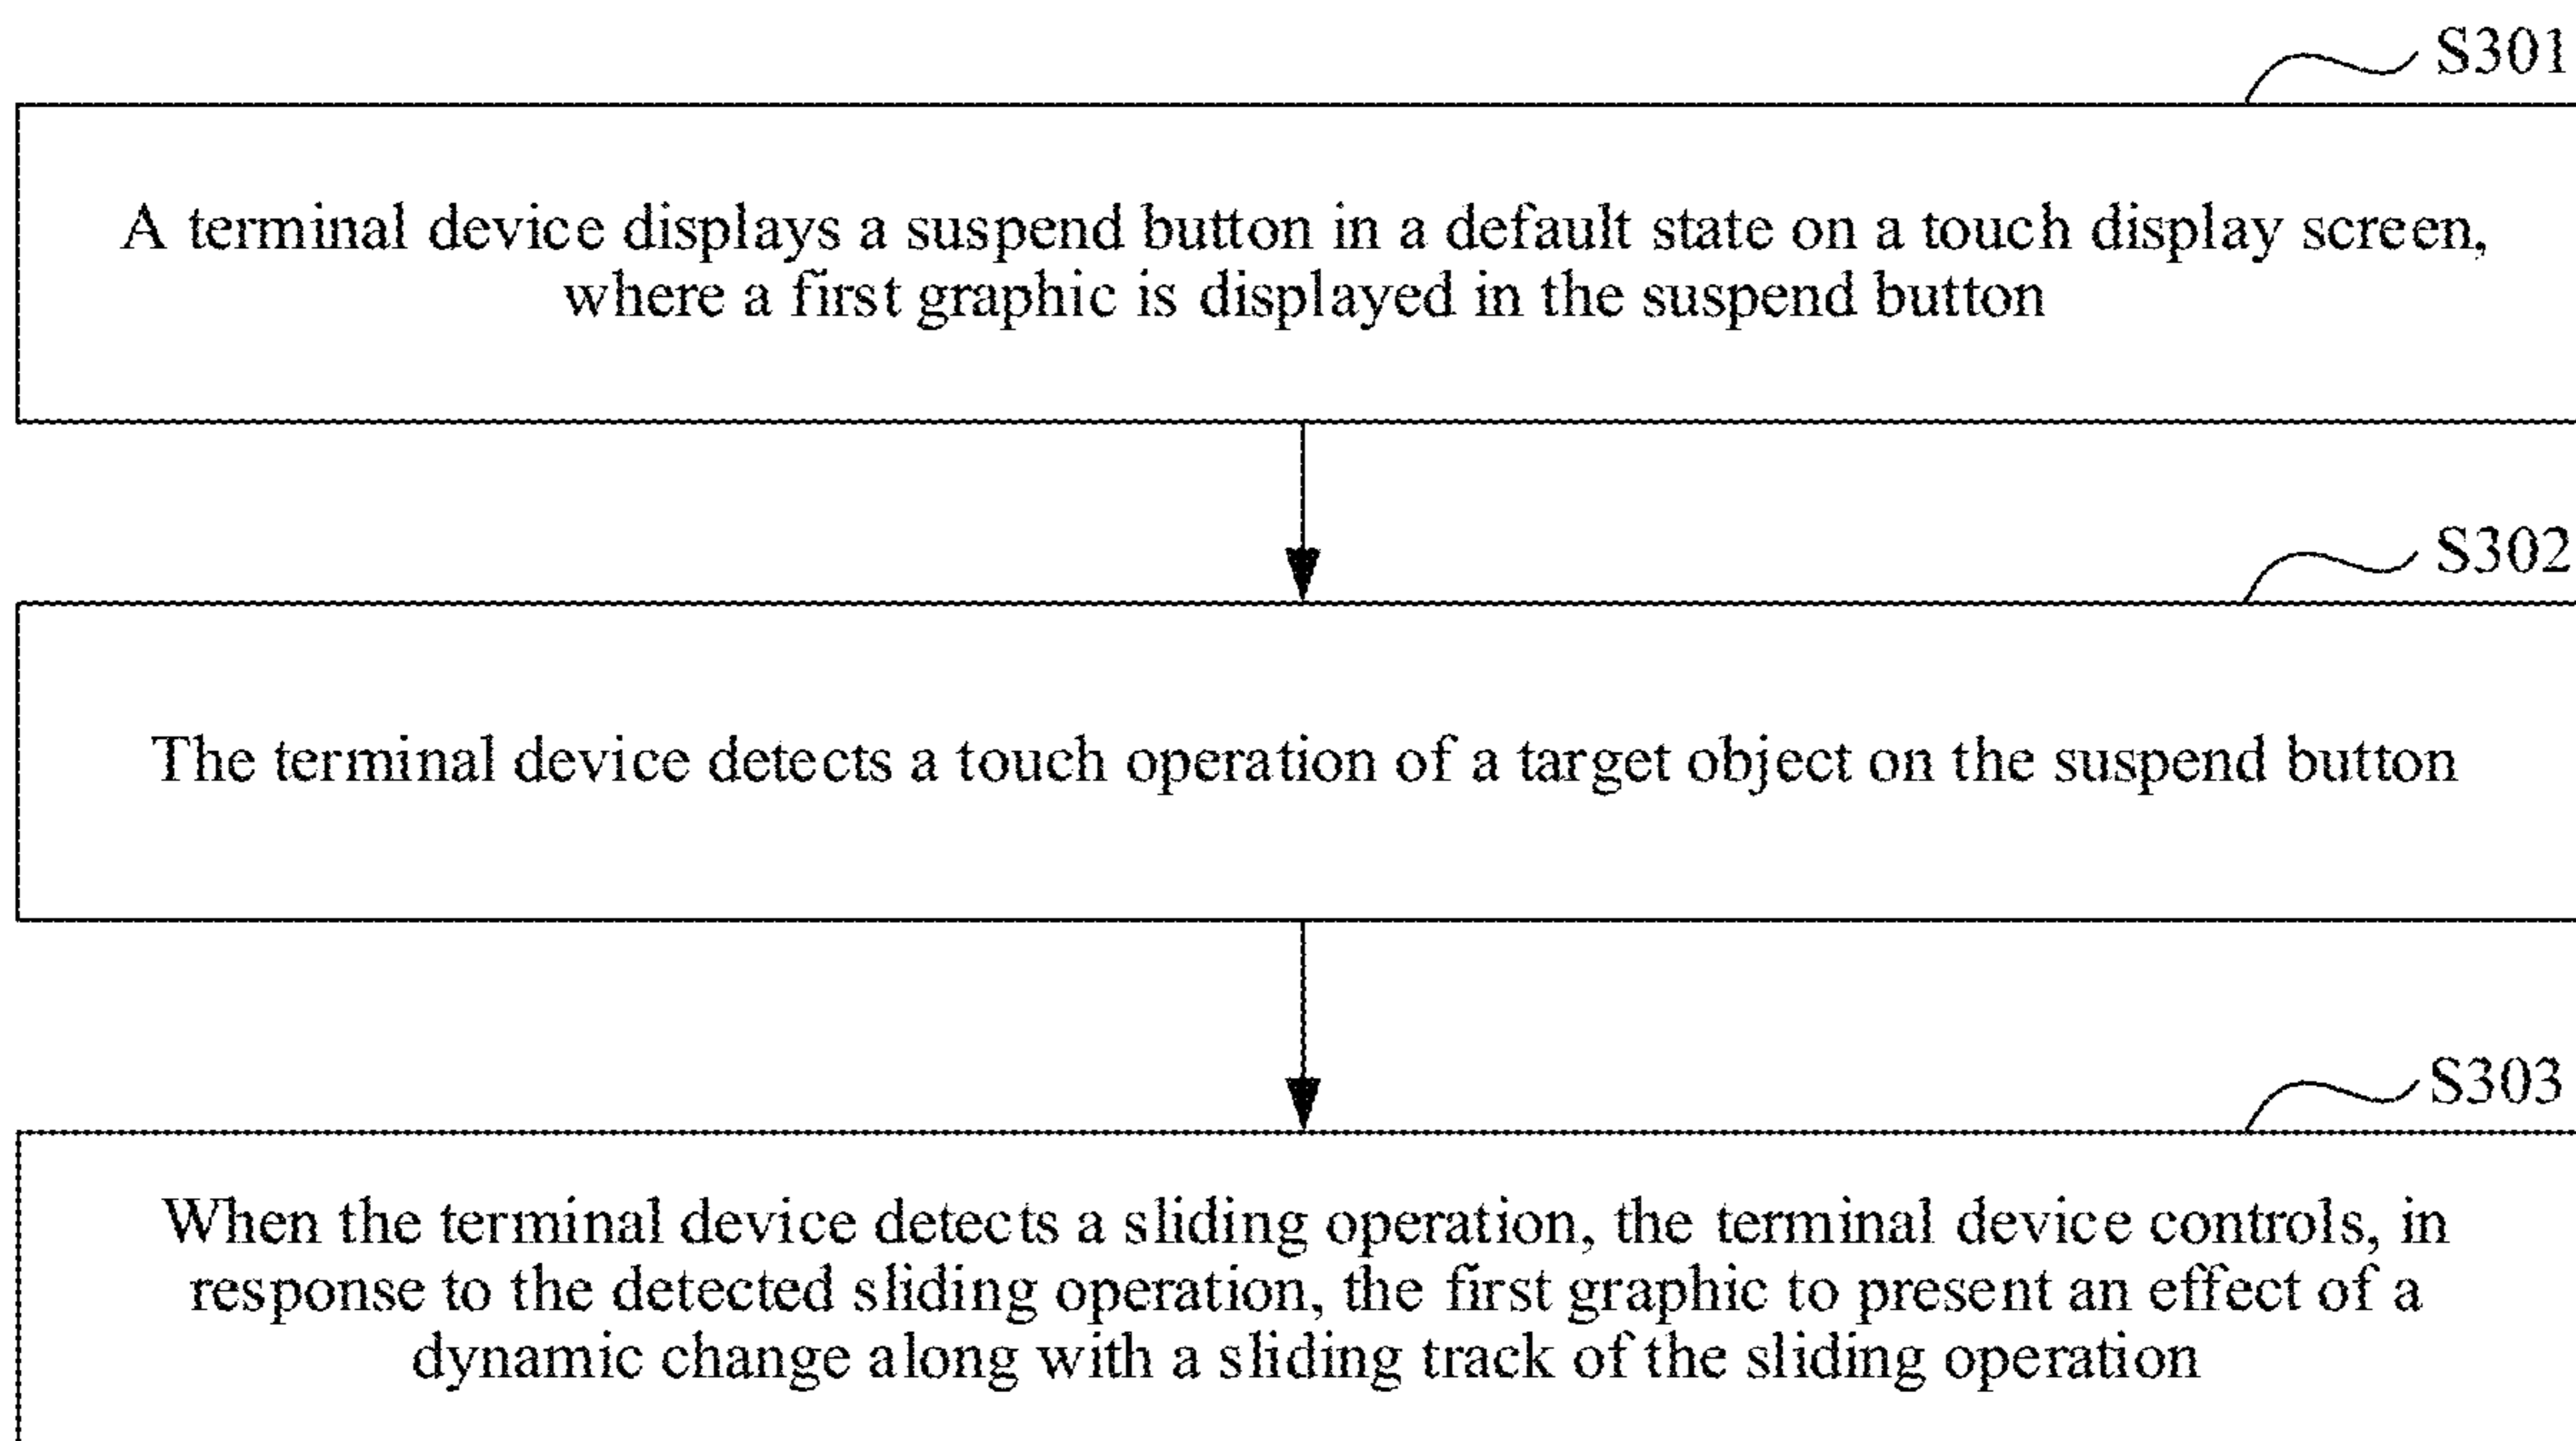 S301
A terminal device displays a suspend button in a default state on a touch display screen,
where a first graphic is displayed in the suspend button
S302
The terminal device detects a touch operation of a target object on the suspend button
S303
When the terminal device detects a sliding operation, the terminal device controls, in
response to the detected sliding operation, the first graphic to present an effect of a
dynamic change along with a sliding track of the sliding operation